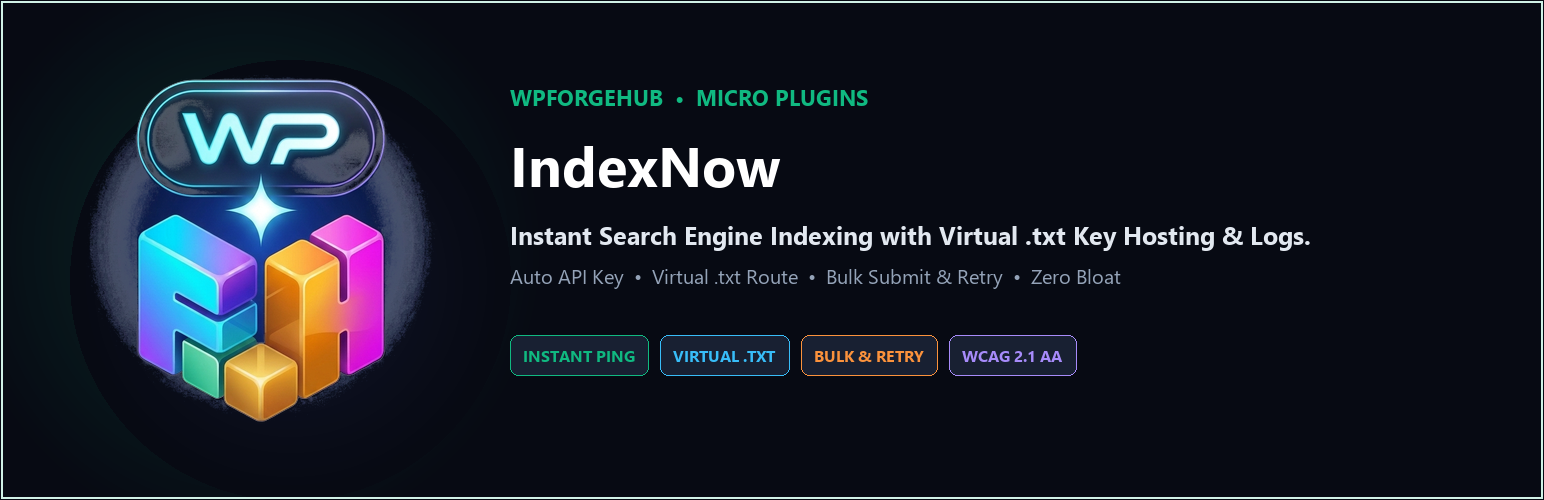 WP
FH
WPFORGEHUB • MICRO PLUGINS
IndexNow
Instant Search Engine Indexing with Virtual .txt Key Hosting & Logs.
Auto API Key • Virtual .txt Route • Bulk Submit & Retry • Zero Bloat
INSTANT PING VIRTUAL .TXT BULK & RETRY WCAG 2.1 AA